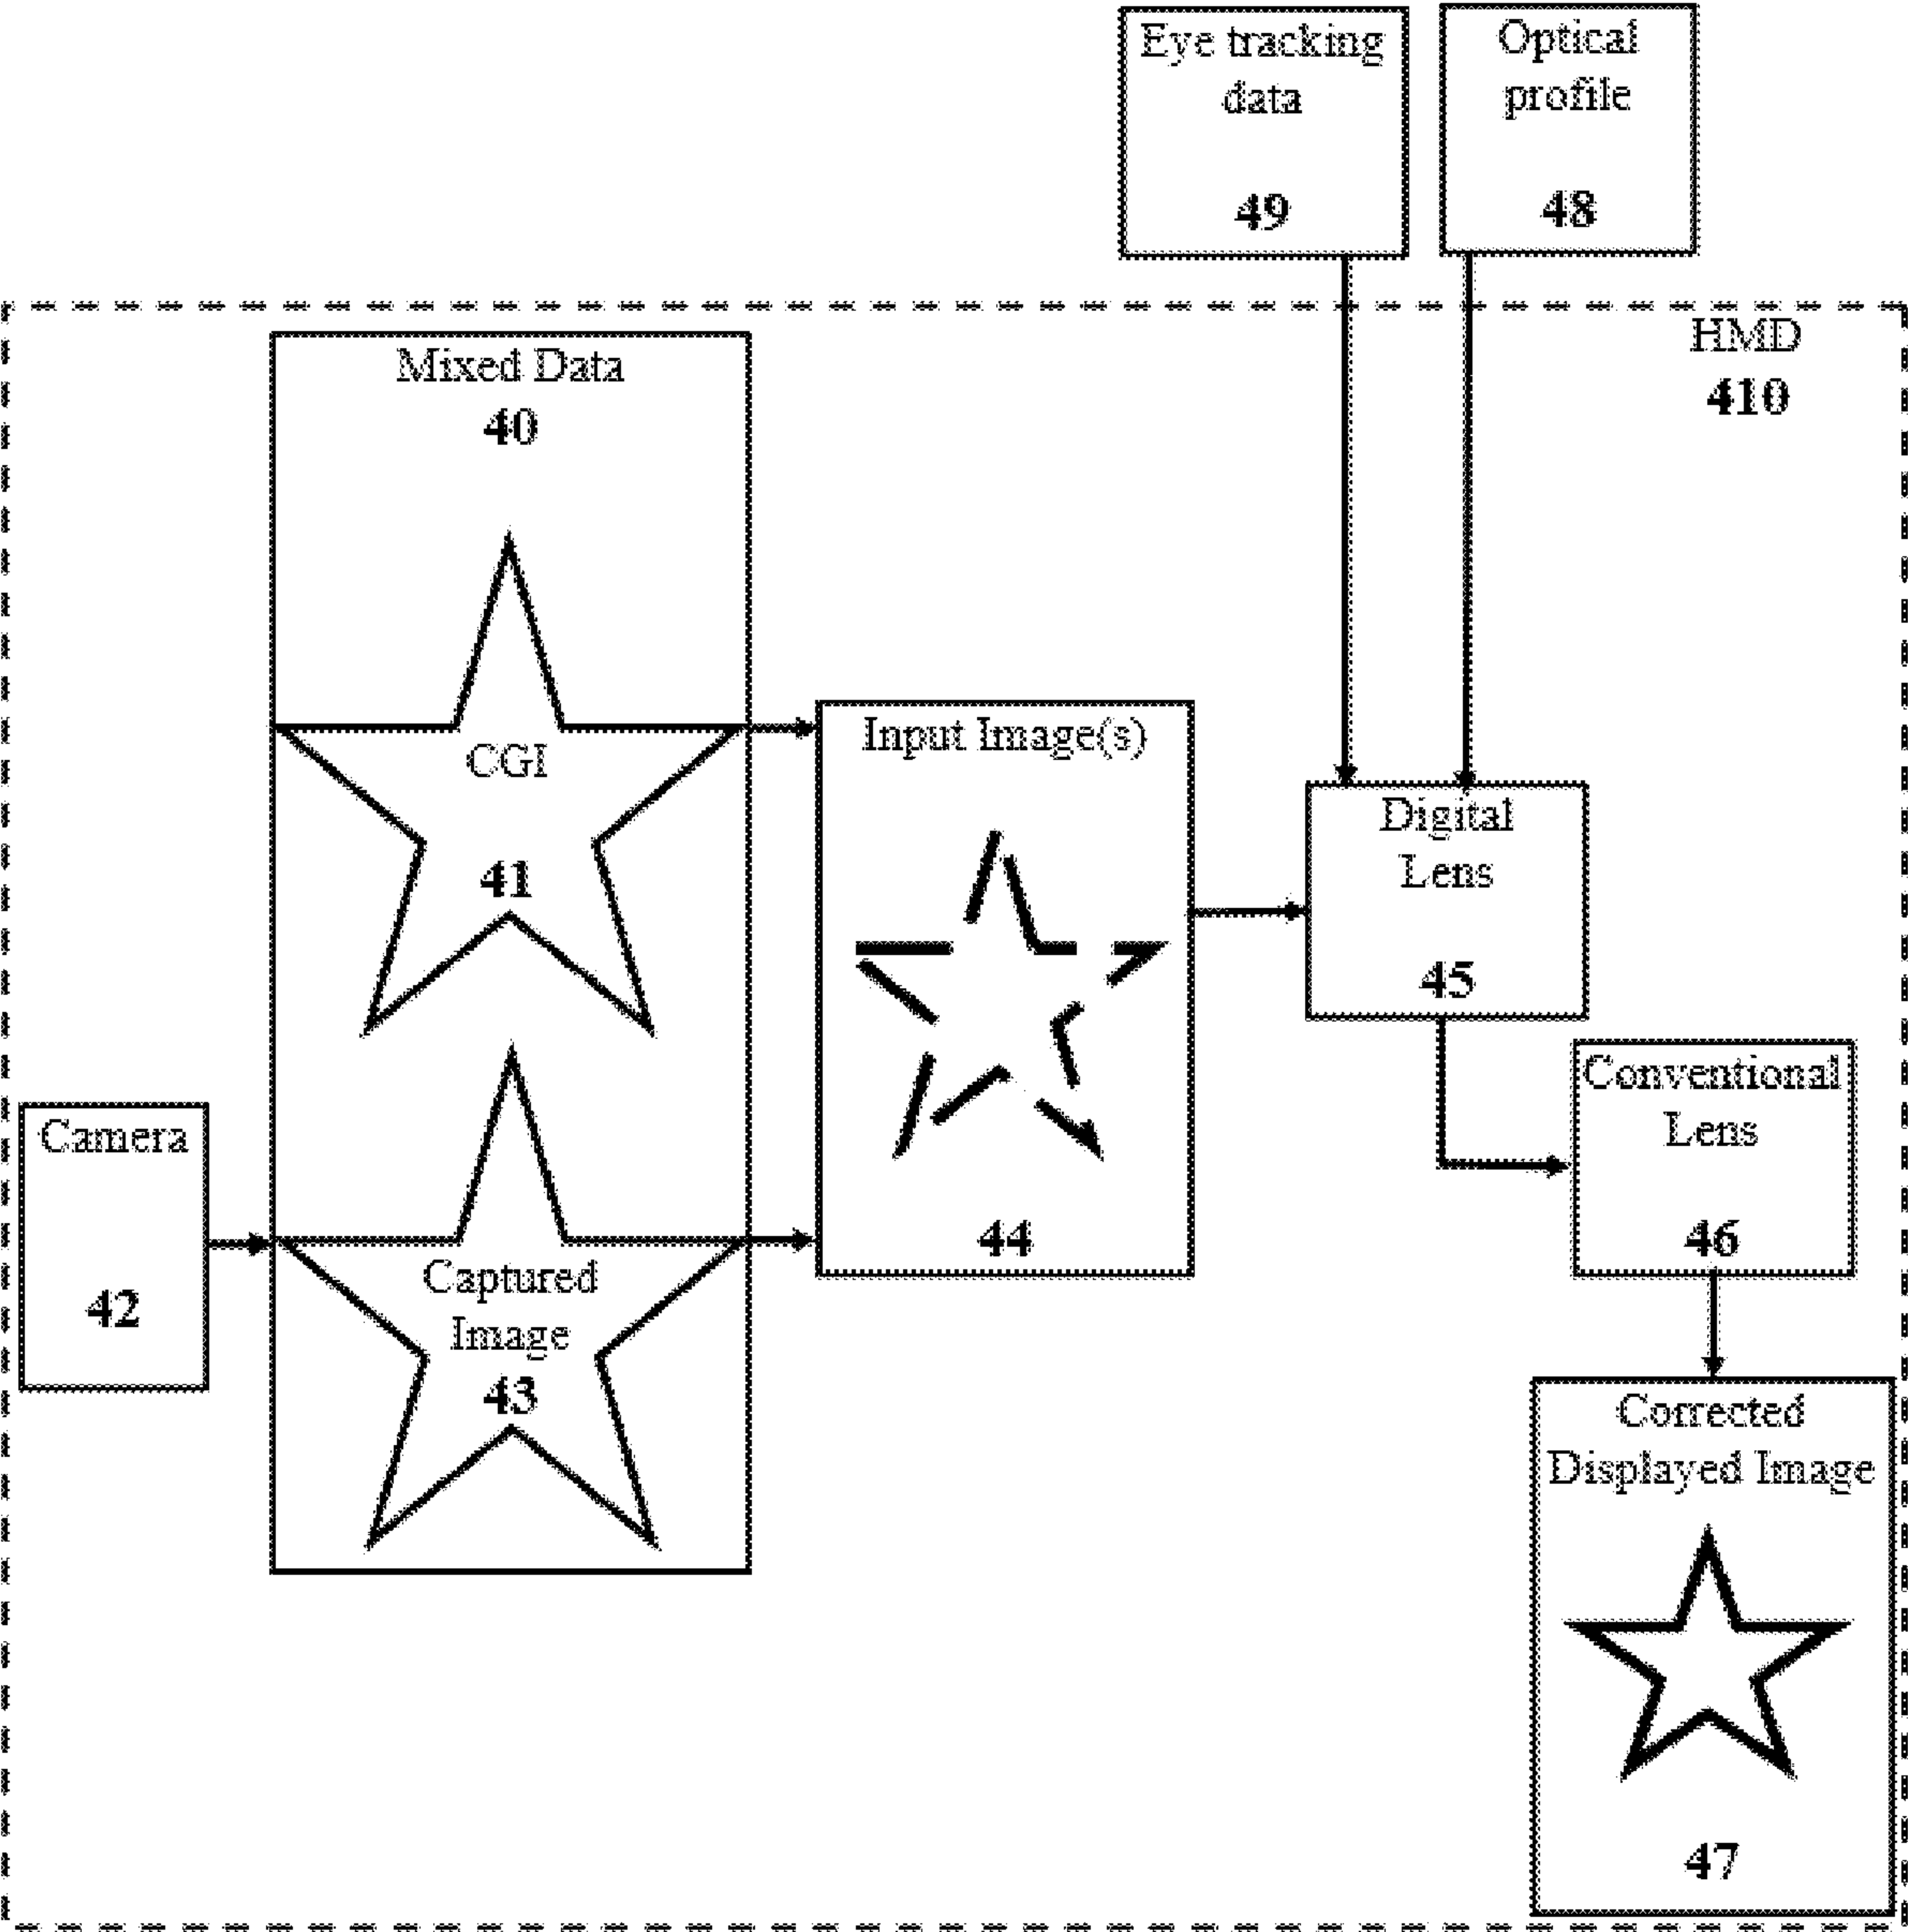 Eye tracking
data
49
Optical
profile
48
HMD
410
Mixed Data
40
CGI
41
Input Image(s)
44
Digital
Lens
45
Camera
42
Captured
Image
43
Conventional
Lens
46
Corrected
Displayed Image
47